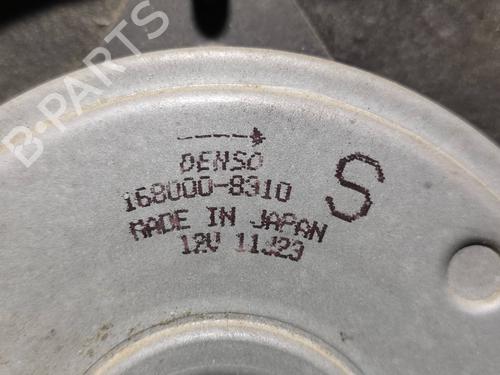 B-PARTS
DENSO
168000-8310
S
MADE IN JAPAN
12V 11J23